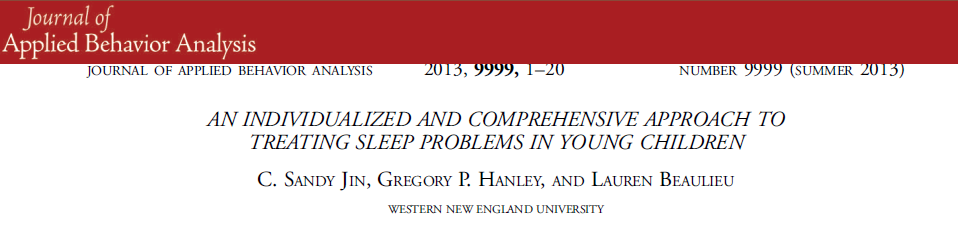 Journal of
Applied Behavior Analysis
JOURNAL OF APPLIED BEHAVIOR ANALYSIS 2013, 9999, 1–20 NUMBER 9999 (SUMMER 2013)
AN INDIVIDUALIZED AND COMPREHENSIVE APPROACH TO
TREATING SLEEP PROBLEMS IN YOUNG CHILDREN
C. SANDY JIN, GREGORY P. HANLEY, AND LAUREN BEAULIEU
WESTERN NEW ENGLAND UNIVERSITY